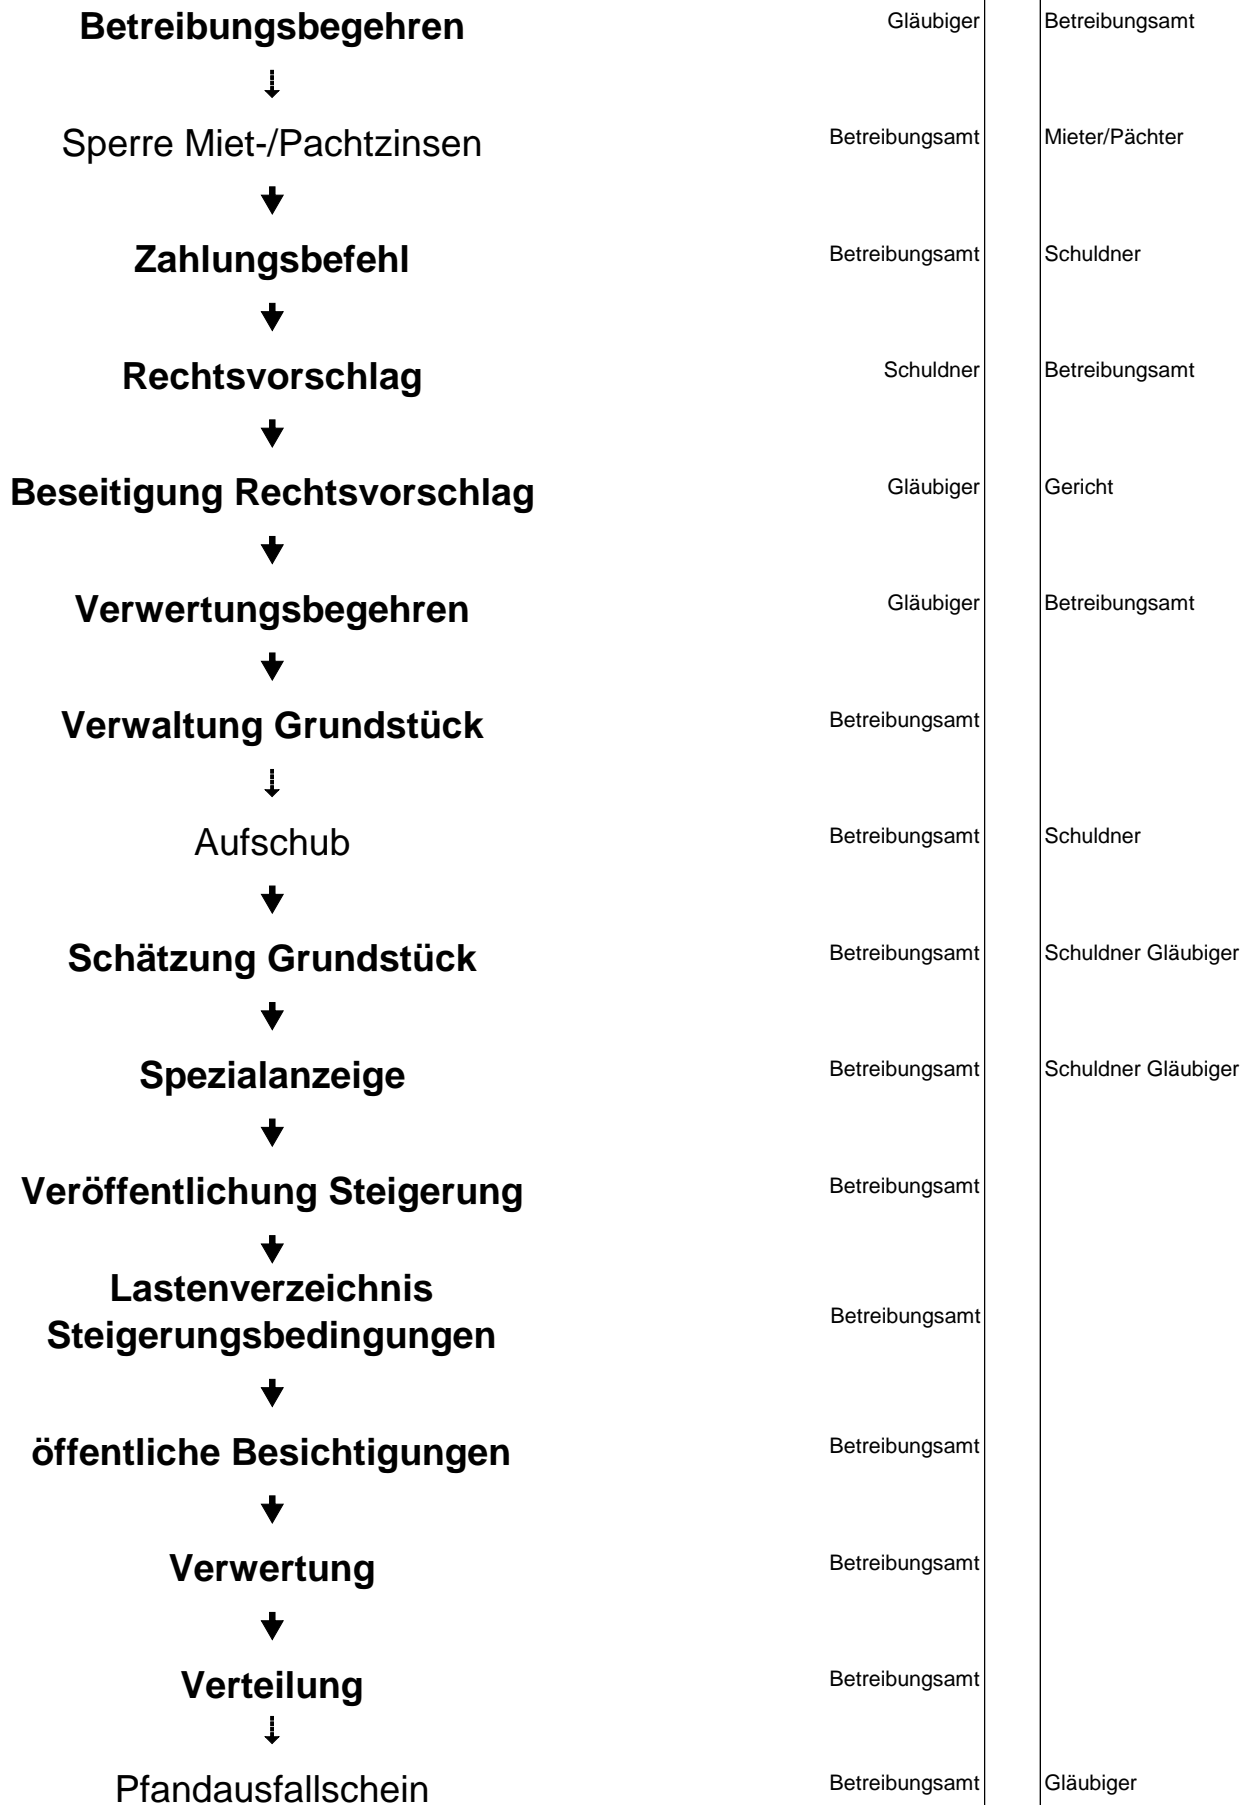 Betreibungsbegehren Gläubiger Betreibungsamt
Sperre Miet-/Pachtzinsen Betreibungsamt Mieter/Pächter
Zahlungsbefehl Betreibungsamt Schuldner
Rechtsvorschlag Schuldner Betreibungsamt
Beseitigung Rechtsvorschlag Gläubiger Gericht
Verwertungsbegehren Gläubiger Betreibungsamt
Verwaltung Grundstück Betreibungsamt
Aufschub Betreibungsamt Schuldner
Schätzung Grundstück Betreibungsamt Schuldner Gläubiger
Spezialanzeige Betreibungsamt Schuldner Gläubiger
Veröffentlichung Steigerung Betreibungsamt
Lastenverzeichnis
Steigerungsbedingungen Betreibungsamt
öffentliche Besichtigungen Betreibungsamt
Verwertung Betreibungsamt
Verteilung Betreibungsamt
Pfandausfallschein Betreibungsamt Gläubiger